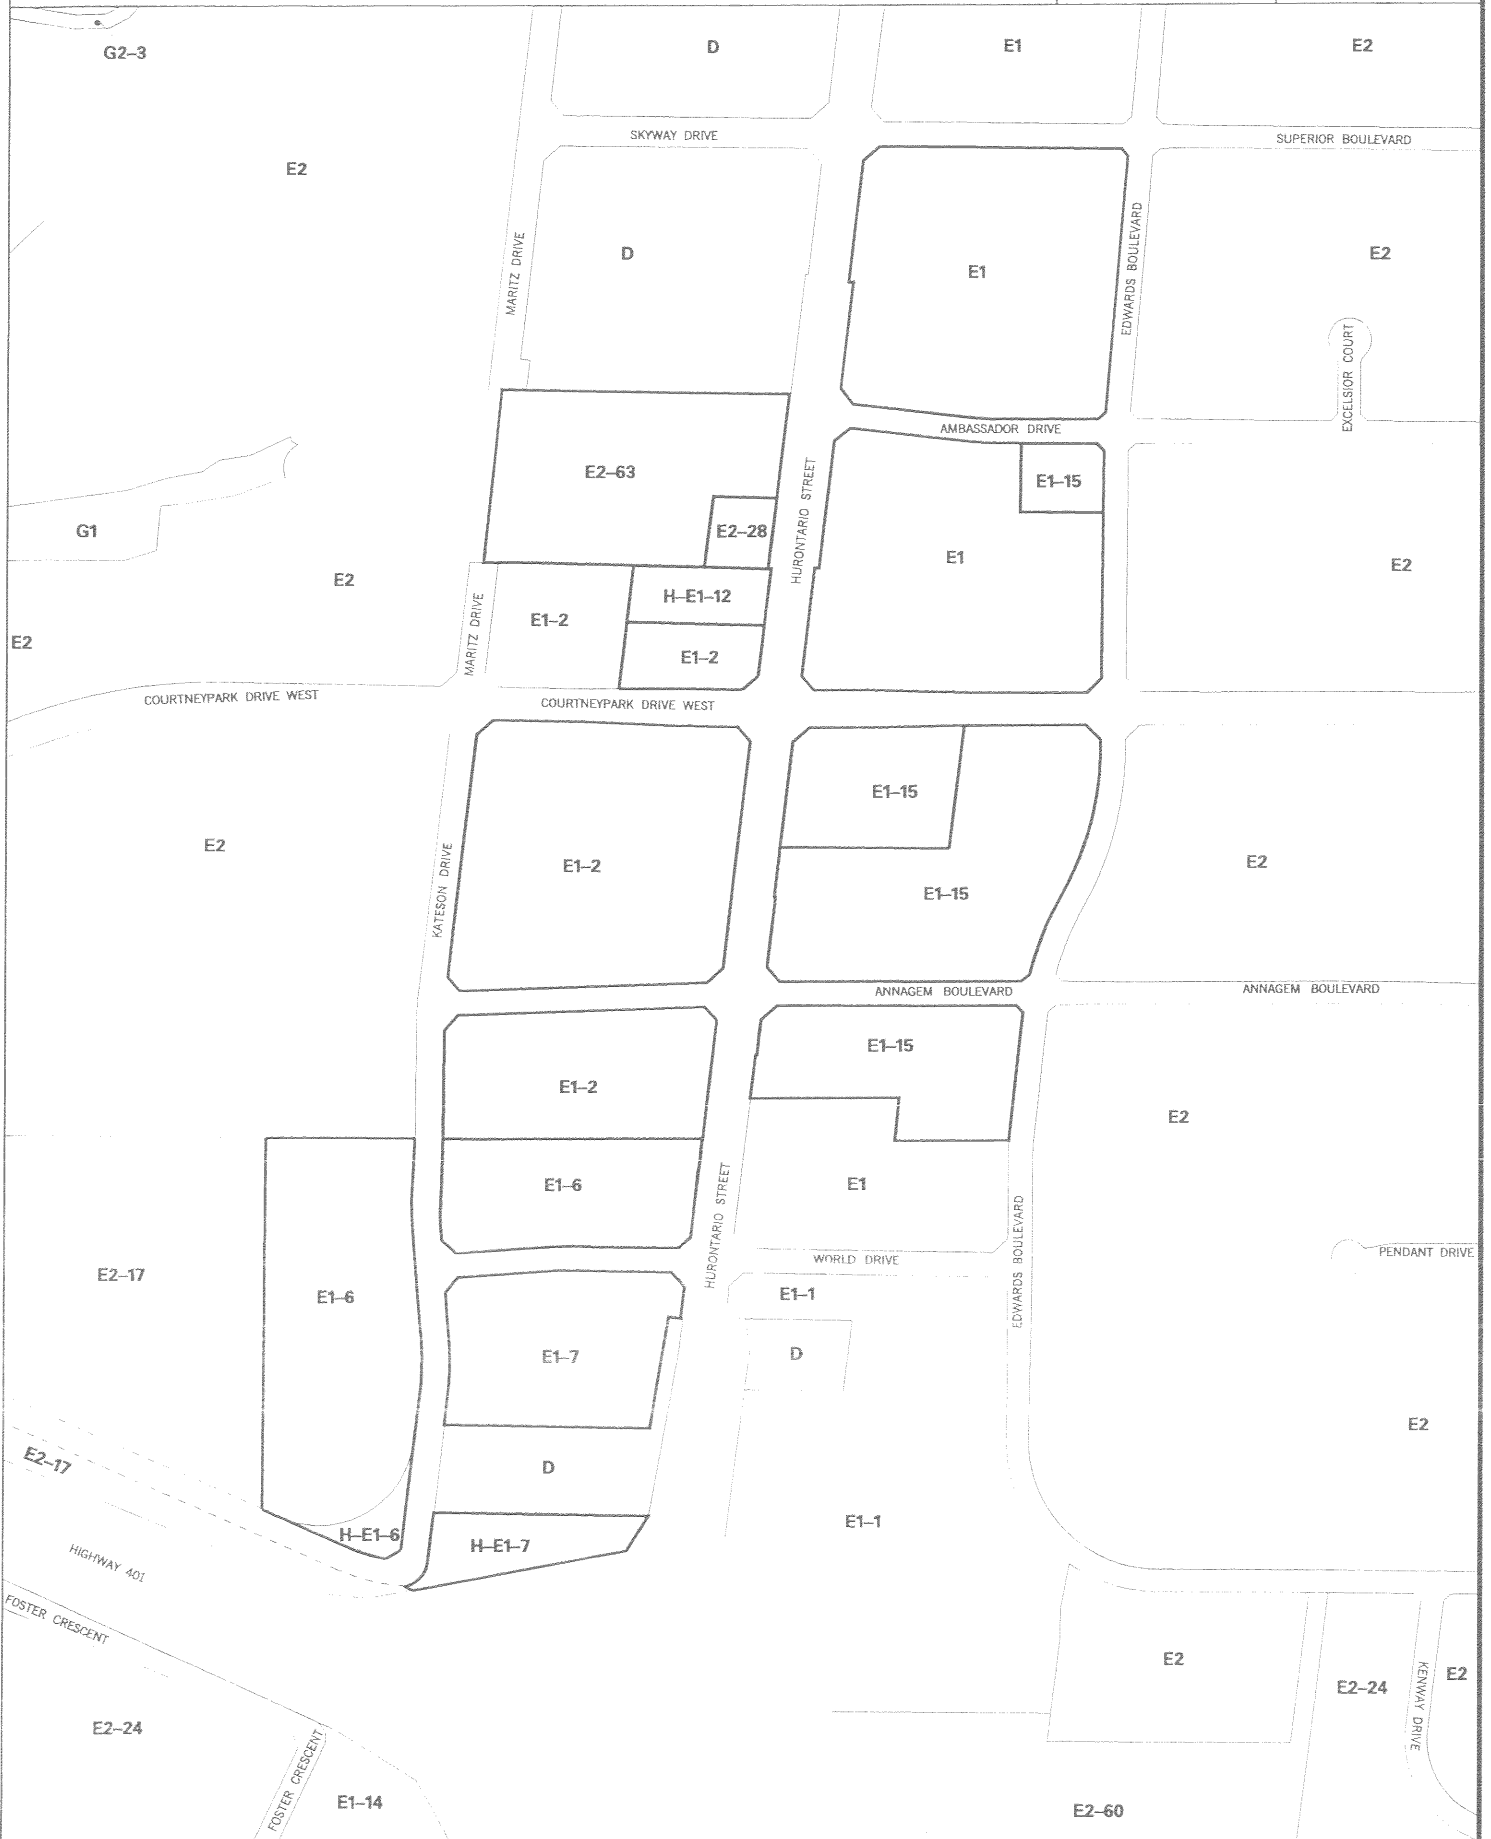 G2–3
D
E1
E2
SKYWAY DRIVE
SUPERIOR BOULEVARD
E2
MARITZ DRIVE
D
E1
EDWARDS BOULEVARD
E2
EXCELSIOR COURT
AMBASSADOR DRIVE
E2–63
HURONTARIO STREET
E1–15
G1
E2–28
E1
E2
E2
E2
MARITZ DRIVE
E1–2
H–E1–12
E1–2
COURTNEYPARK DRIVE WEST
COURTNEYPARK DRIVE WEST
E2
KATESON DRIVE
E1–2
E1–15
E1–15
E2
ANNAGEM BOULEVARD
ANNAGEM BOULEVARD
E1–2
E1–15
E2
E1–6
HURONTARIO STREET
E1
EDWARDS BOULEVARD
WORLD DRIVE
PENDANT DRIVE
E2–17
E1–6
E1–1
E1–7
D
E2
E2–17
D
H–E1–6
H–E1–7
E1–1
HIGHWAY 401
FOSTER CRESCENT
E2
E2–24
KENWAY DRIVE
E2
E2–24
FOSTER CRESCENT
E1–14
E2–60